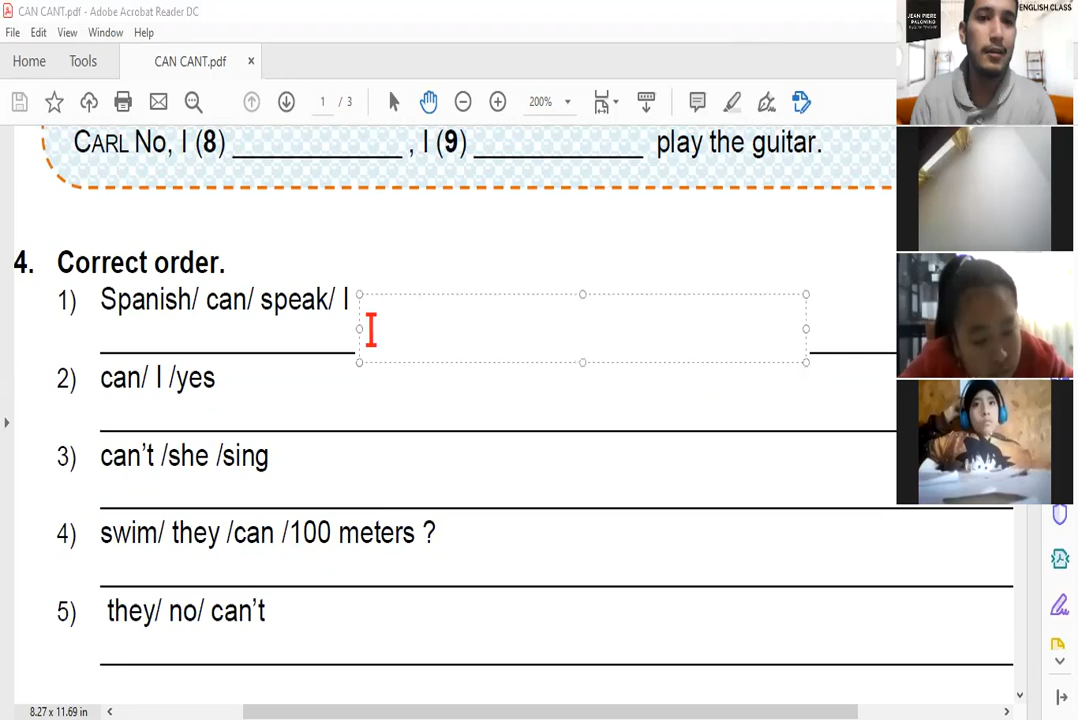 CAN CANT.pdf - Adobe Acrobat Reader DC
File Edit View Window Help
Home Tools CAN CANT.pdf ×
1 / 3 200%
CARL No, I (8) ____________ , I (9) ____________ play the guitar.
4. Correct order.
1) Spanish/ can/ speak/ I
2) can/ I /yes
3) can't /she /sing
4) swim/ they /can /100 meters ?
5) they/ no/ can't
8.27 x 11.69 in
JEAN PIERE
PALOMINO
ENGLISH CLASS